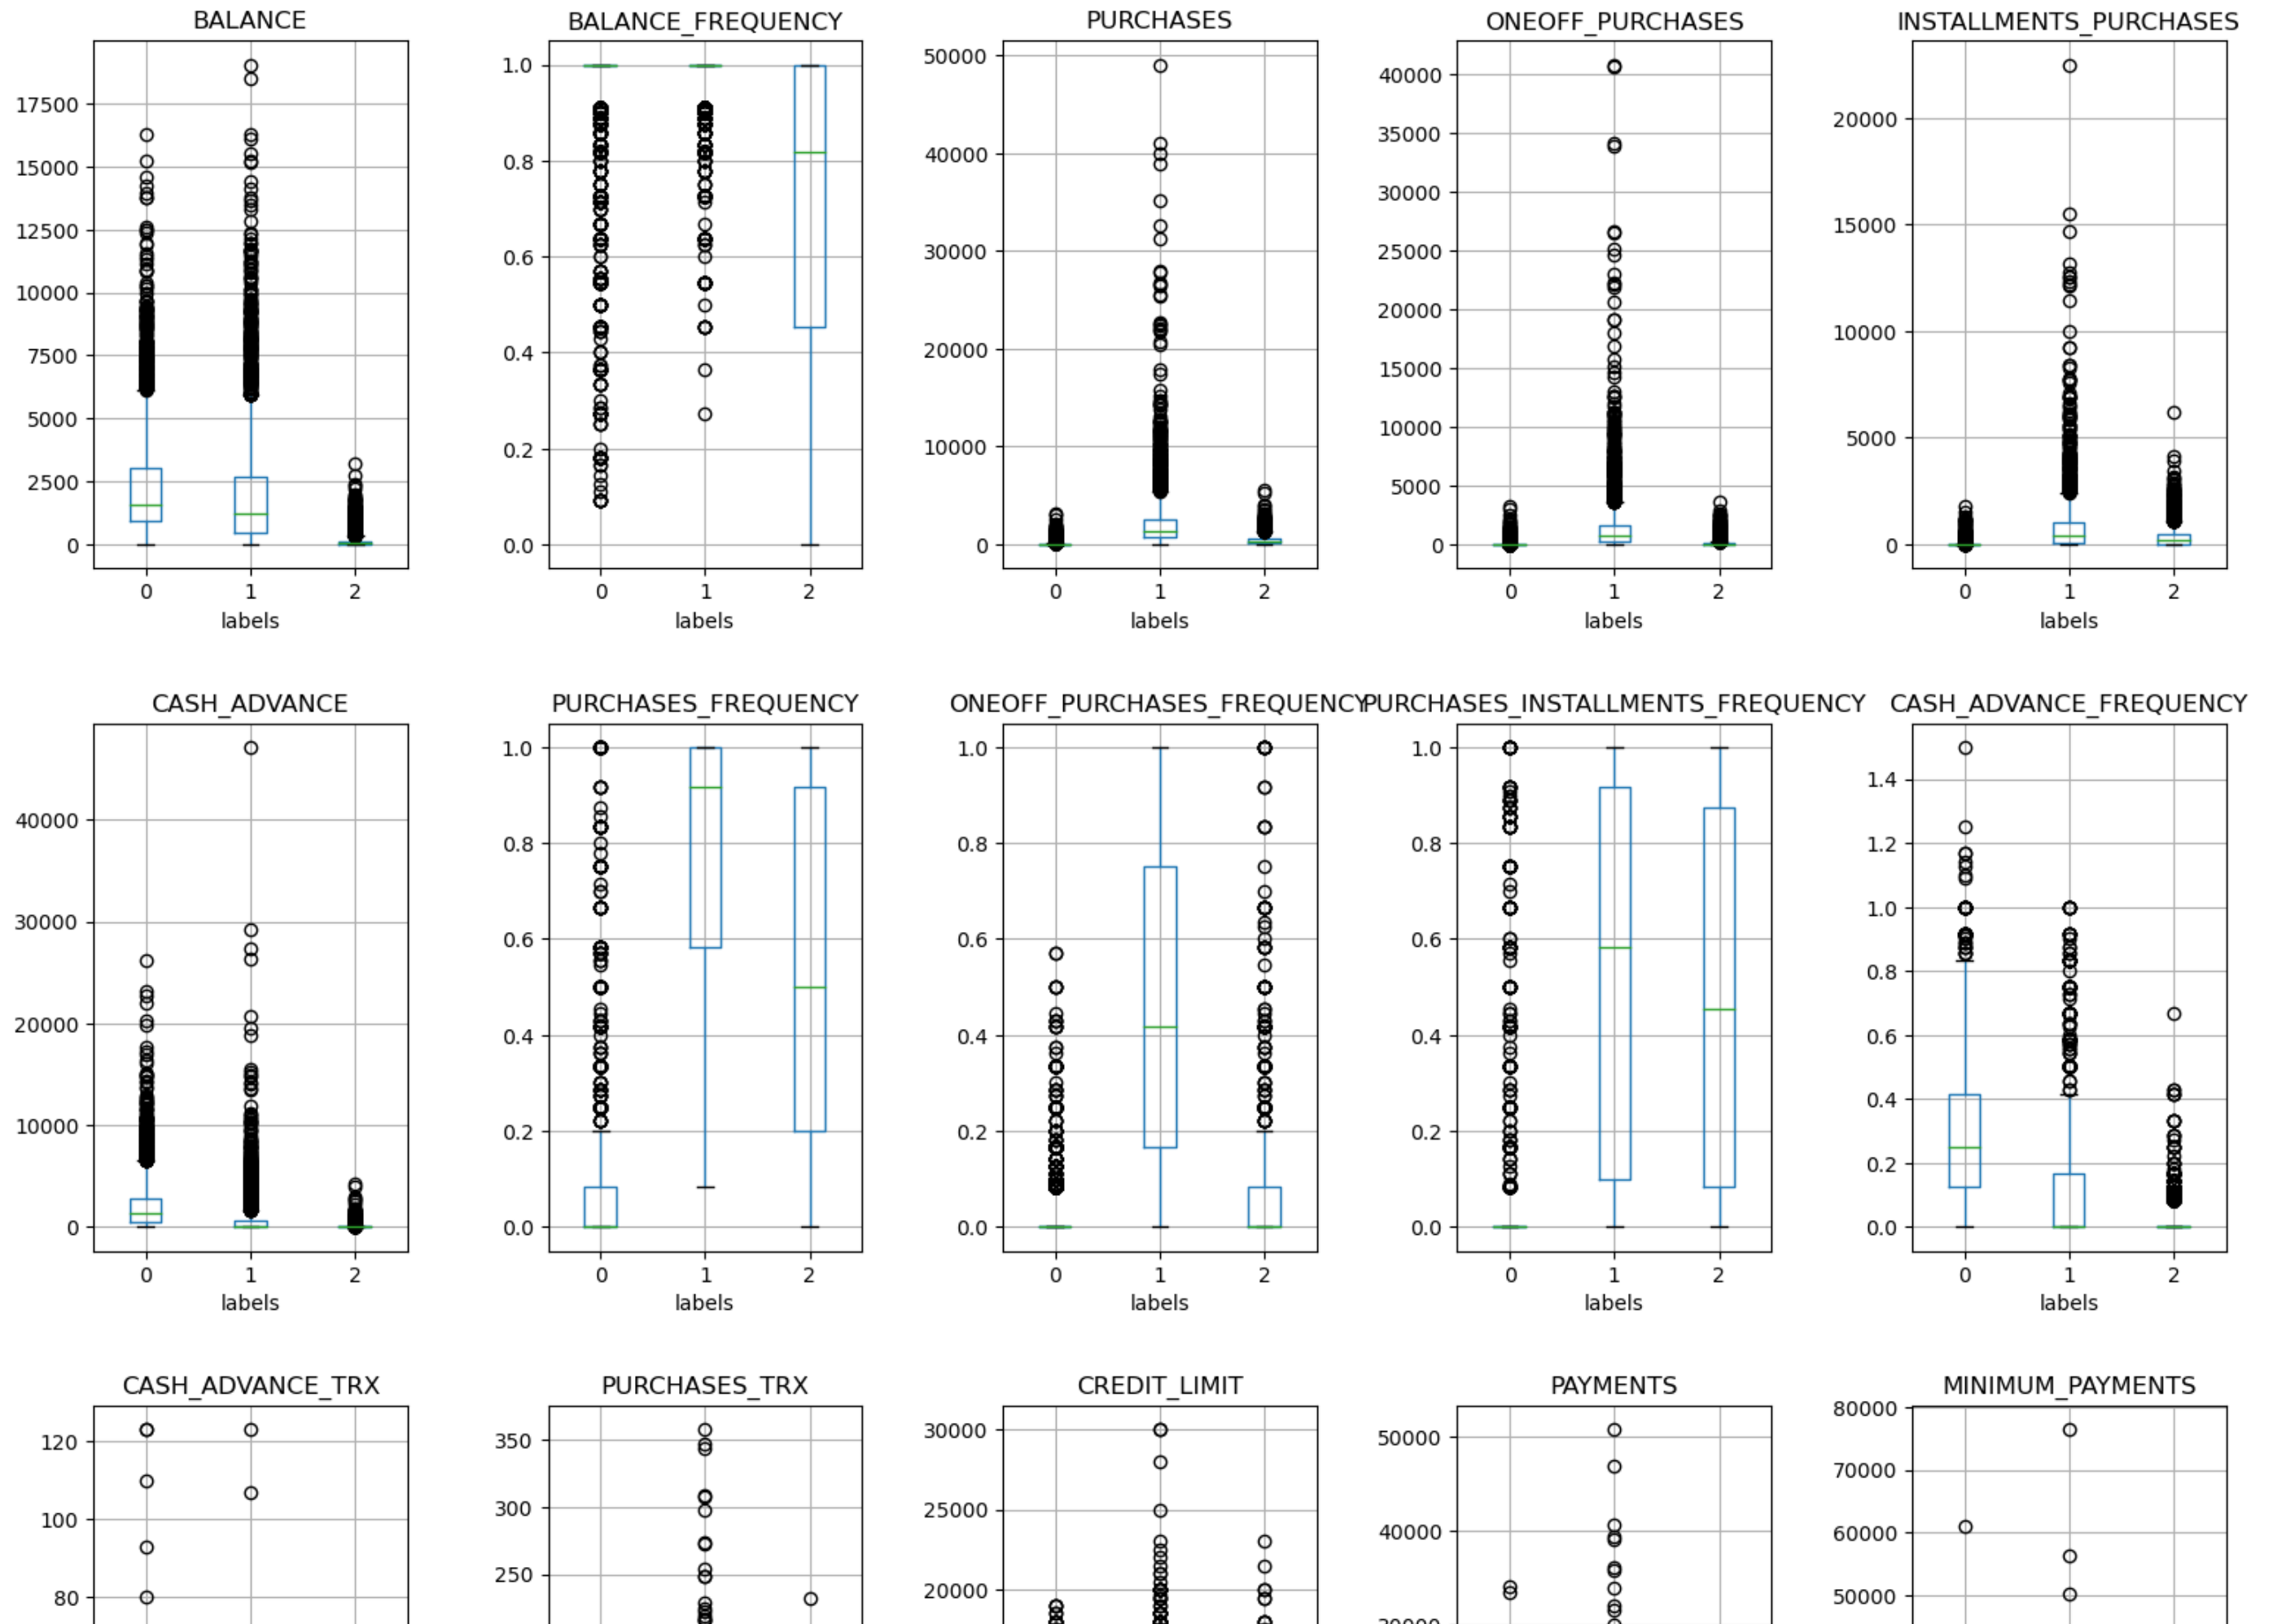 BALANCE
17500
15000
12500
10000
7500
5000
2500
0
0 1 2
labels
BALANCE_FREQUENCY
1.0
0.8
0.6
0.4
0.2
0.0
0 1 2
labels
PURCHASES
50000
40000
30000
20000
10000
0
0 1 2
labels
ONEOFF_PURCHASES
40000
35000
30000
25000
20000
15000
10000
5000
0
0 1 2
labels
INSTALLMENTS_PURCHASES
20000
15000
10000
5000
0
0 1 2
labels
CASH_ADVANCE
40000
30000
20000
10000
0
0 1 2
labels
PURCHASES_FREQUENCY
1.0
0.8
0.6
0.4
0.2
0.0
0 1 2
labels
ONEOFF_PURCHASES_FREQUENCY
1.0
0.8
0.6
0.4
0.2
0.0
0 1 2
labels
PURCHASES_INSTALLMENTS_FREQUENCY
1.0
0.8
0.6
0.4
0.2
0.0
0 1 2
labels
CASH_ADVANCE_FREQUENCY
1.4
1.2
1.0
0.8
0.6
0.4
0.2
0.0
0 1 2
labels
CASH_ADVANCE_TRX
120
100
80
PURCHASES_TRX
350
300
250
CREDIT_LIMIT
30000
25000
20000
PAYMENTS
50000
40000
MINIMUM_PAYMENTS
80000
70000
60000
50000